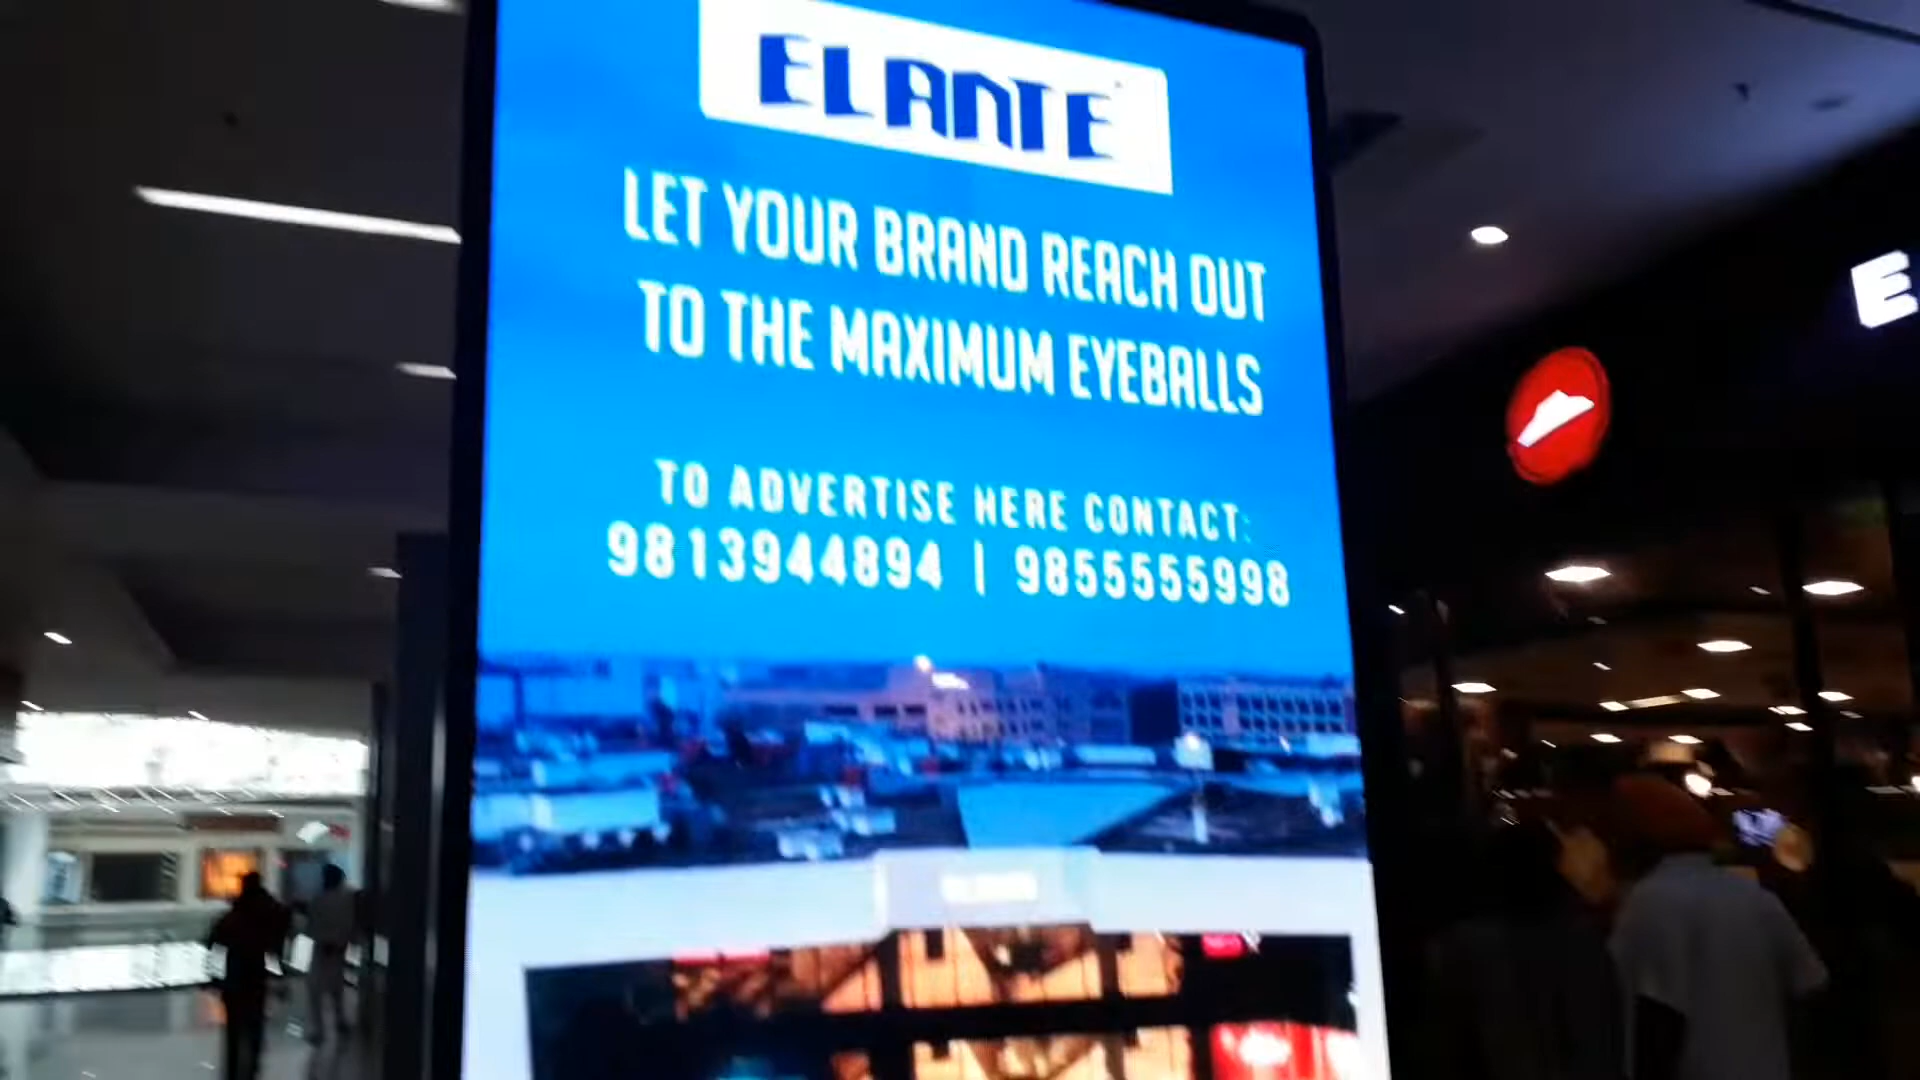 ELANTE
LET YOUR BRAND REACH OUT
TO THE MAXIMUM EYEBALLS
TO ADVERTISE HERE CONTACT:
9813944894 | 9855555998
E